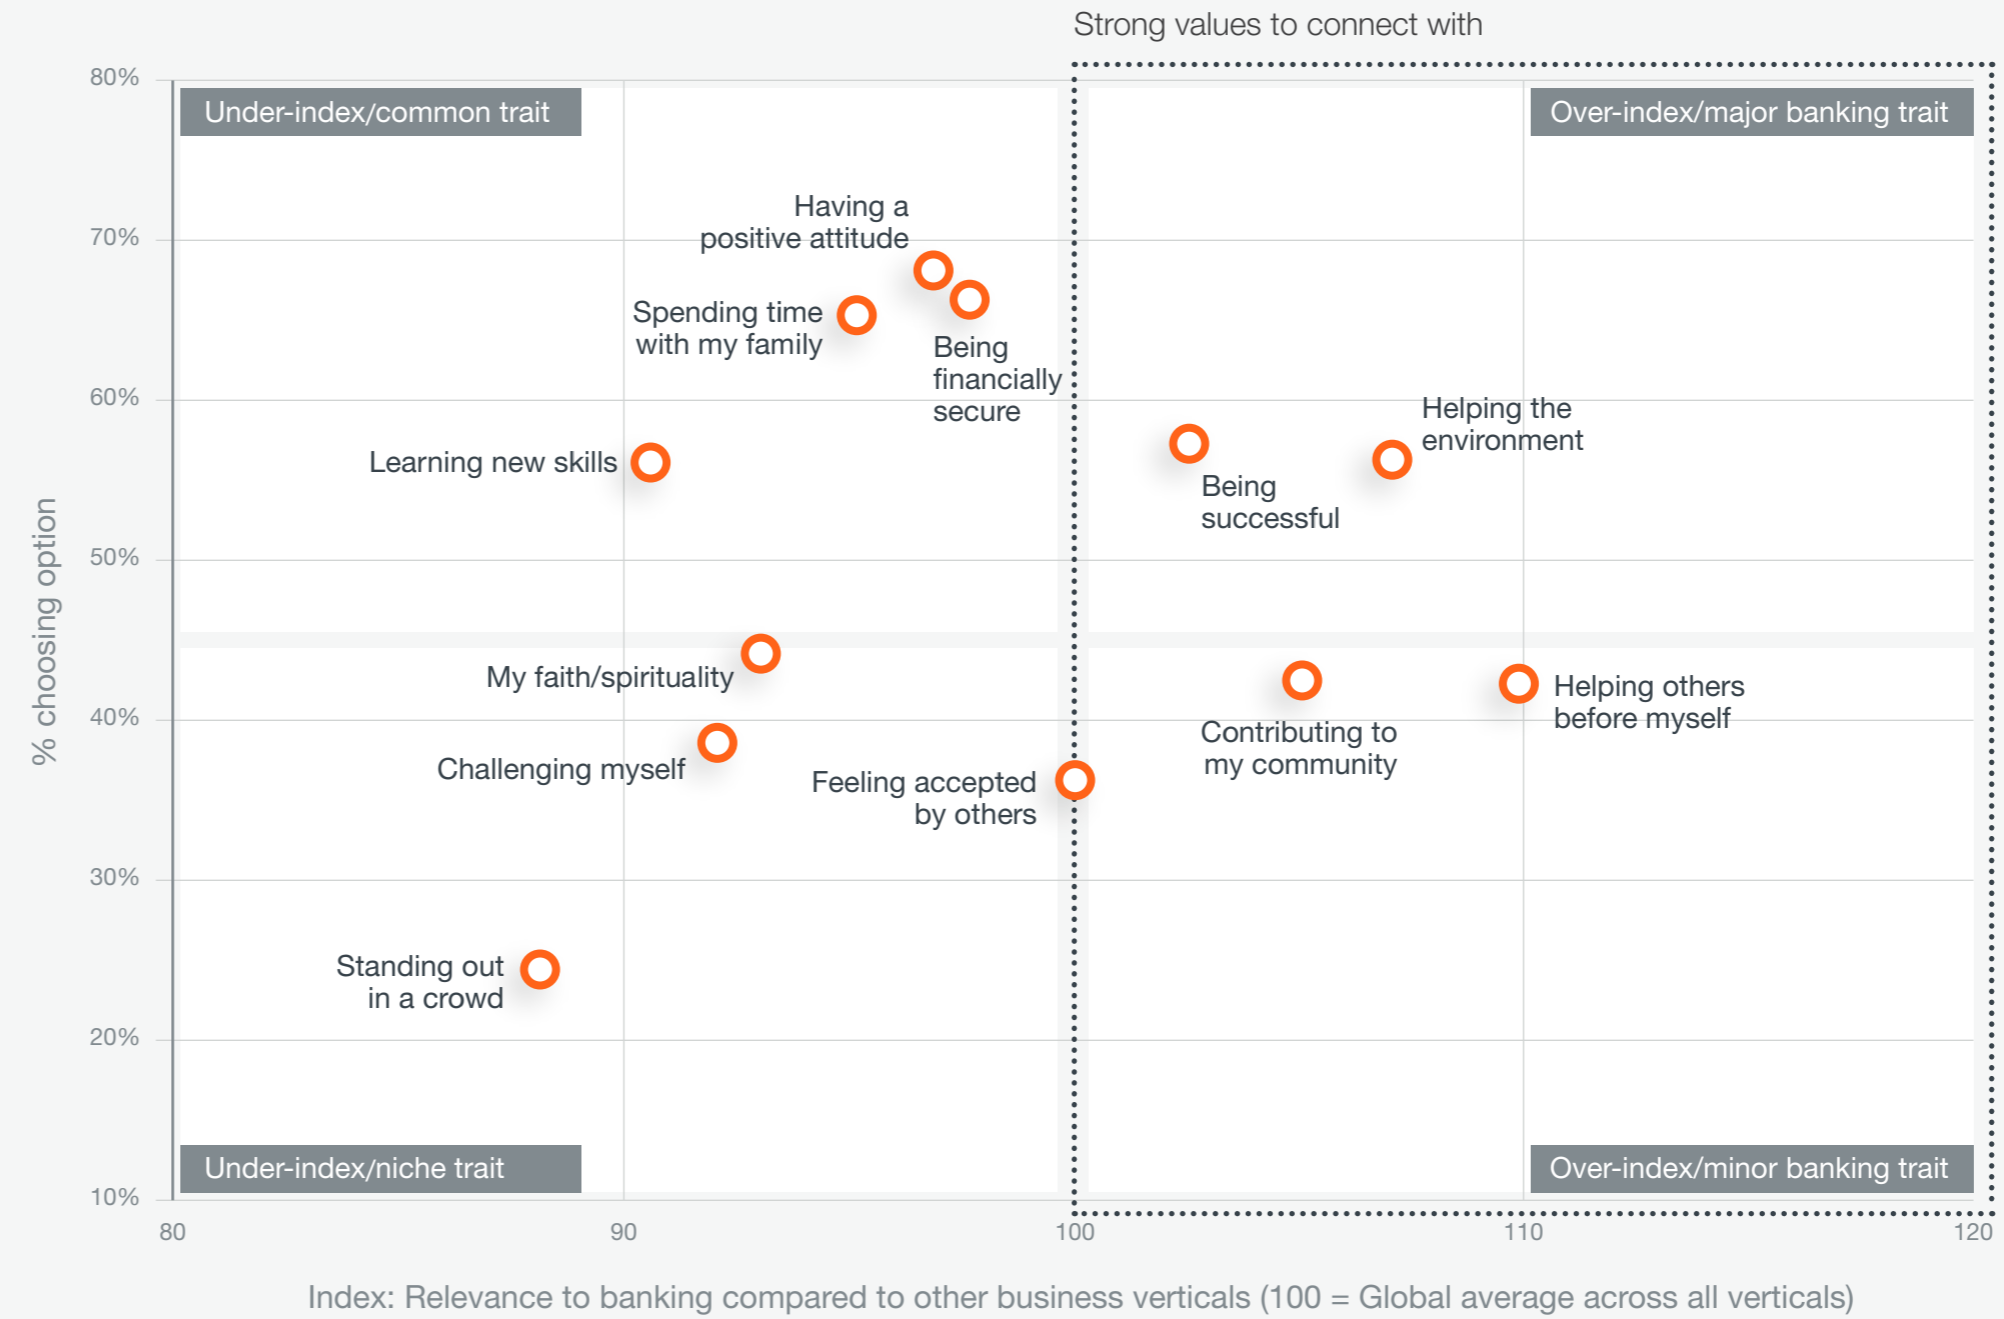 Strong values to connect with
80%
Under-index/common trait
Over-index/major banking trait
Having a
positive attitude
70%
Spending time
with my family
Being
financially
secure
60%
Helping the
environment
Learning new skills
Being
successful
50%
% choosing option
My faith/spirituality
Helping others
before myself
40%
Contributing to
my community
Challenging myself
Feeling accepted
by others
30%
Standing out
in a crowd
20%
Under-index/niche trait
Over-index/minor banking trait
10%
80
90
100
110
120
Index: Relevance to banking compared to other business verticals (100 = Global average across all verticals)